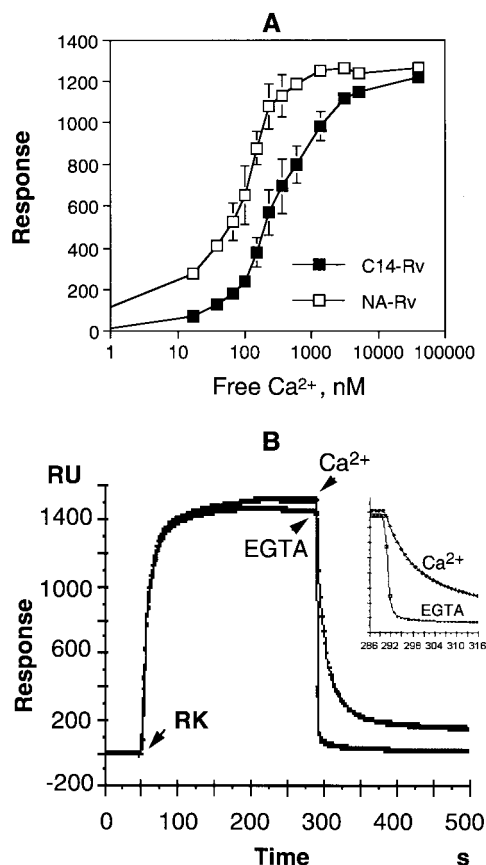 A
Response
1400
1200
1000
800
600
400
200
0
C14-Rv
NA-Rv
1 10 100 1000 10000 100000
Free Ca²⁺, nM
B
RU
Response
1400
1000
600
200
-200
RK
Ca²⁺
EGTA
Ca²⁺
EGTA
286 292 298 304 310 316
0 100 200 300 400 500
Time s